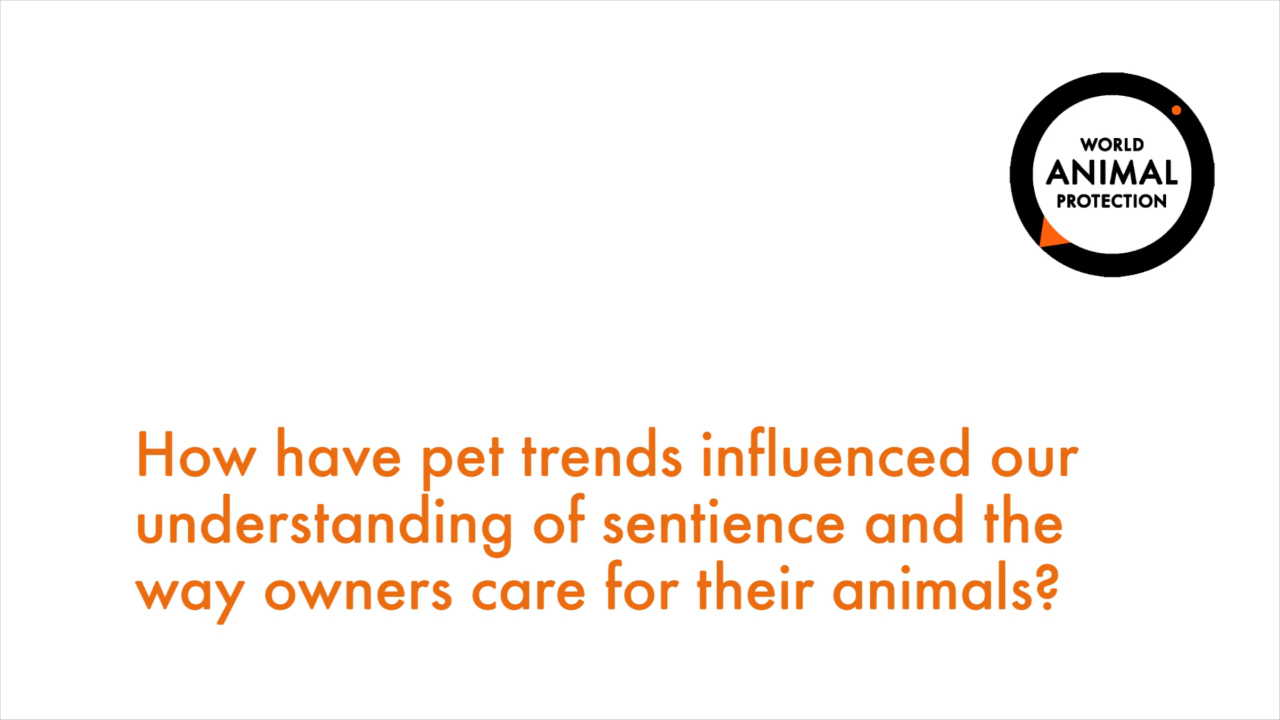 WORLD
ANIMAL
PROTECTION
How have pet trends influenced our
understanding of sentience and the
way owners care for their animals?